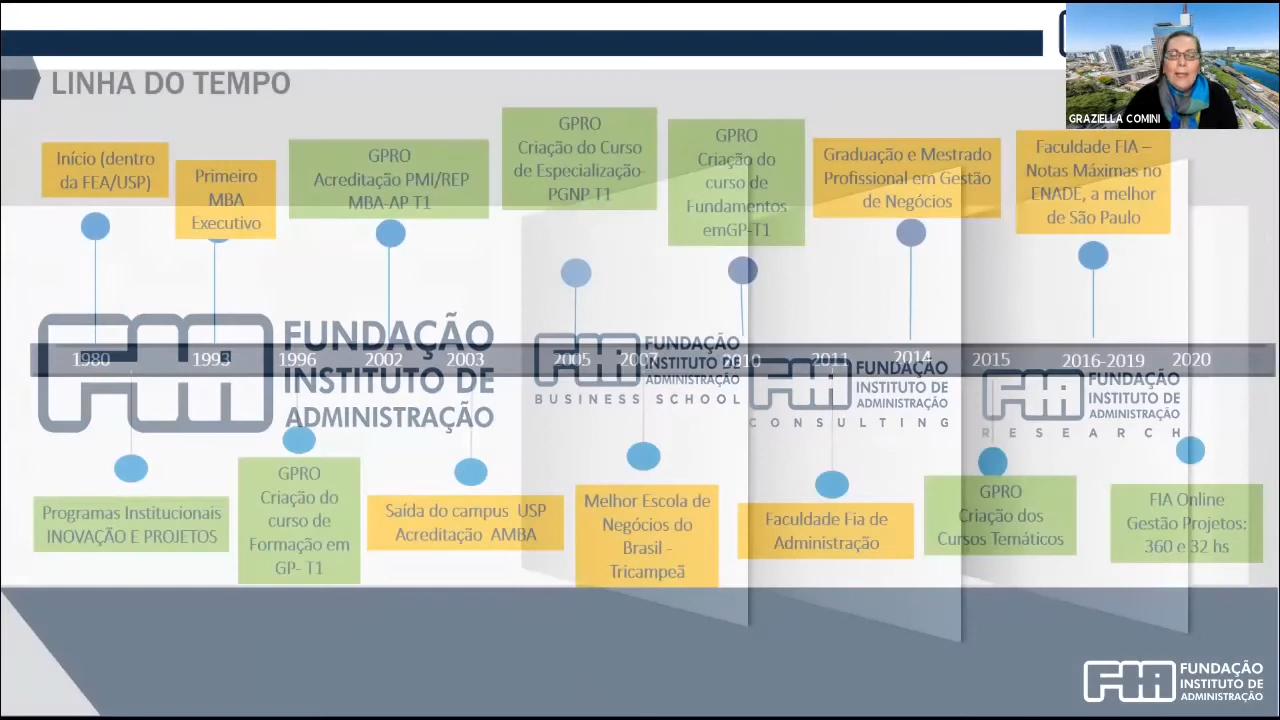 LINHA DO TEMPO
GRAZIELLA COMINI
Início (dentro
da FEA/USP)
Primeiro
MBA
Executivo
GPRO
Acreditação PMI/REP
MBA-AP T1
GPRO
Criação do Curso
de Especialização-
PGNP T1
GPRO
Criação do
curso de
Fundamentos
emGP-T1
Graduação e Mestrado
Profissional em Gestão
de Negócios
Faculdade FIA –
Notas Máximas no
ENADE, a melhor
de São Paulo
1980 1993 1996 2002 2003 2005 2007 2010 2011 2014 2015 2016-2019 2020
FIA FUNDAÇÃO
INSTITUTO DE
ADMINISTRAÇÃO
FIA FUNDAÇÃO
INSTITUTO DE
ADMINISTRAÇÃO
BUSINESS SCHOOL
FIA FUNDAÇÃO
INSTITUTO DE
ADMINISTRAÇÃO
CONSULTING
FIA FUNDAÇÃO
INSTITUTO DE
ADMINISTRAÇÃO
RESEARCH
Programas Institucionais
INOVAÇÃO E PROJETOS
GPRO
Criação do
curso de
Formação em
GP- T1
Saída do campus USP
Acreditação AMBA
Melhor Escola de
Negócios do
Brasil -
Tricampeã
Faculdade Fia de
Administração
GPRO
Criação dos
Cursos Temáticos
FIA Online
Gestão Projetos:
360 e 32 hs
FIA FUNDAÇÃO
INSTITUTO DE
ADMINISTRAÇÃO